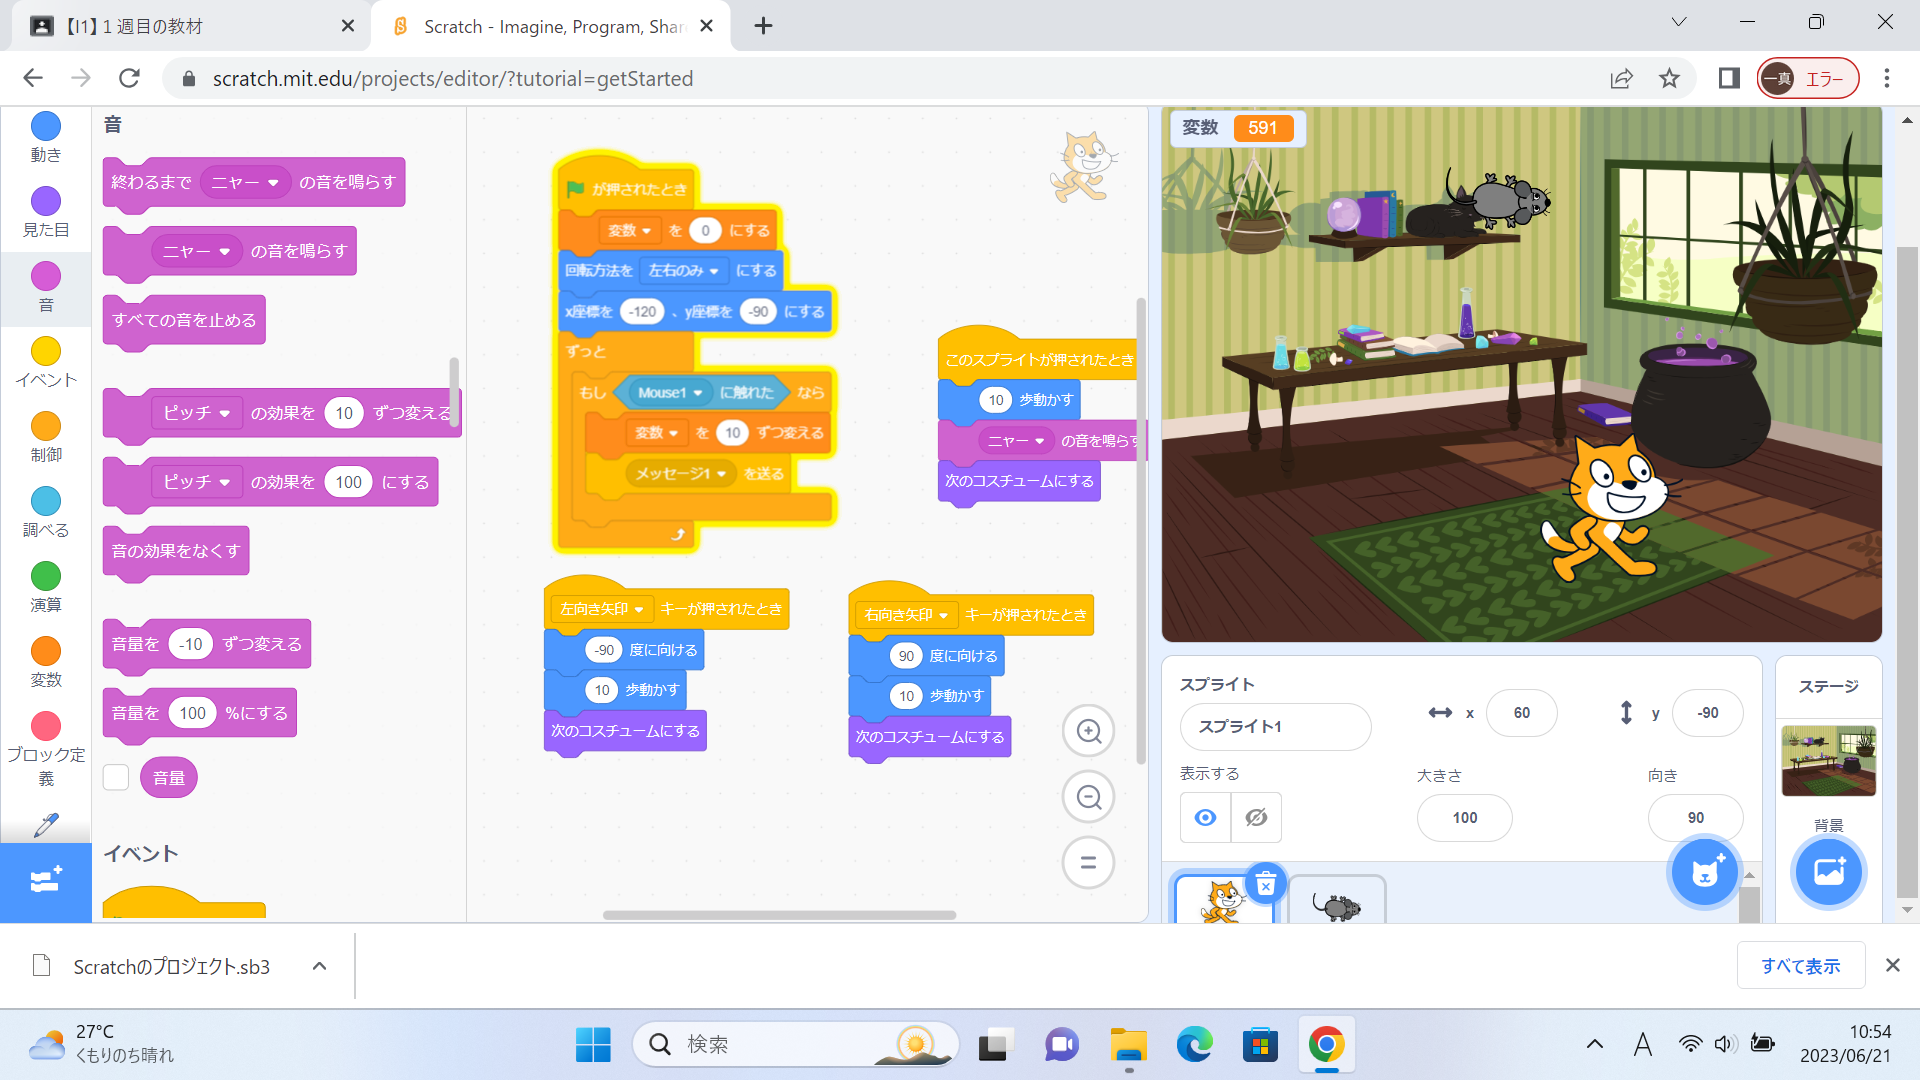 【I1】１週目の教材
Scratch - Imagine, Program, Shar
scratch.mit.edu/projects/editor/?tutorial=getStarted
一真 エラー
動き
見た目
音
イベント
制御
調べる
演算
変数
ブロック定
義
音
終わるまで ニャー の音を鳴らす
ニャー の音を鳴らす
すべての音を止める
ピッチ の効果を 10 ずつ変える
ピッチ の効果を 100 にする
音の効果をなくす
音量を -10 ずつ変える
音量を 100 %にする
音量
イベント
が押されたとき
変数 を 0 にする
回転方法を 左右のみ にする
x座標を -120 、y座標を -90 にする
ずっと
もし Mouse1 に触れた なら
変数 を 10 ずつ変える
メッセージ1 を送る
このスプライトが押されたとき
10 歩動かす
ニャー の音を鳴らす
次のコスチュームにする
左向き矢印 キーが押されたとき
-90 度に向ける
10 歩動かす
次のコスチュームにする
右向き矢印 キーが押されたとき
90 度に向ける
10 歩動かす
次のコスチュームにする
変数 591
スプライト
スプライト1
x 60
y -90
表示する
大きさ
100
向き
90
ステージ
背景
Scratchのプロジェクト.sb3
すべて表示
27°C
くもりのち晴れ
検索
A
10:54
2023/06/21